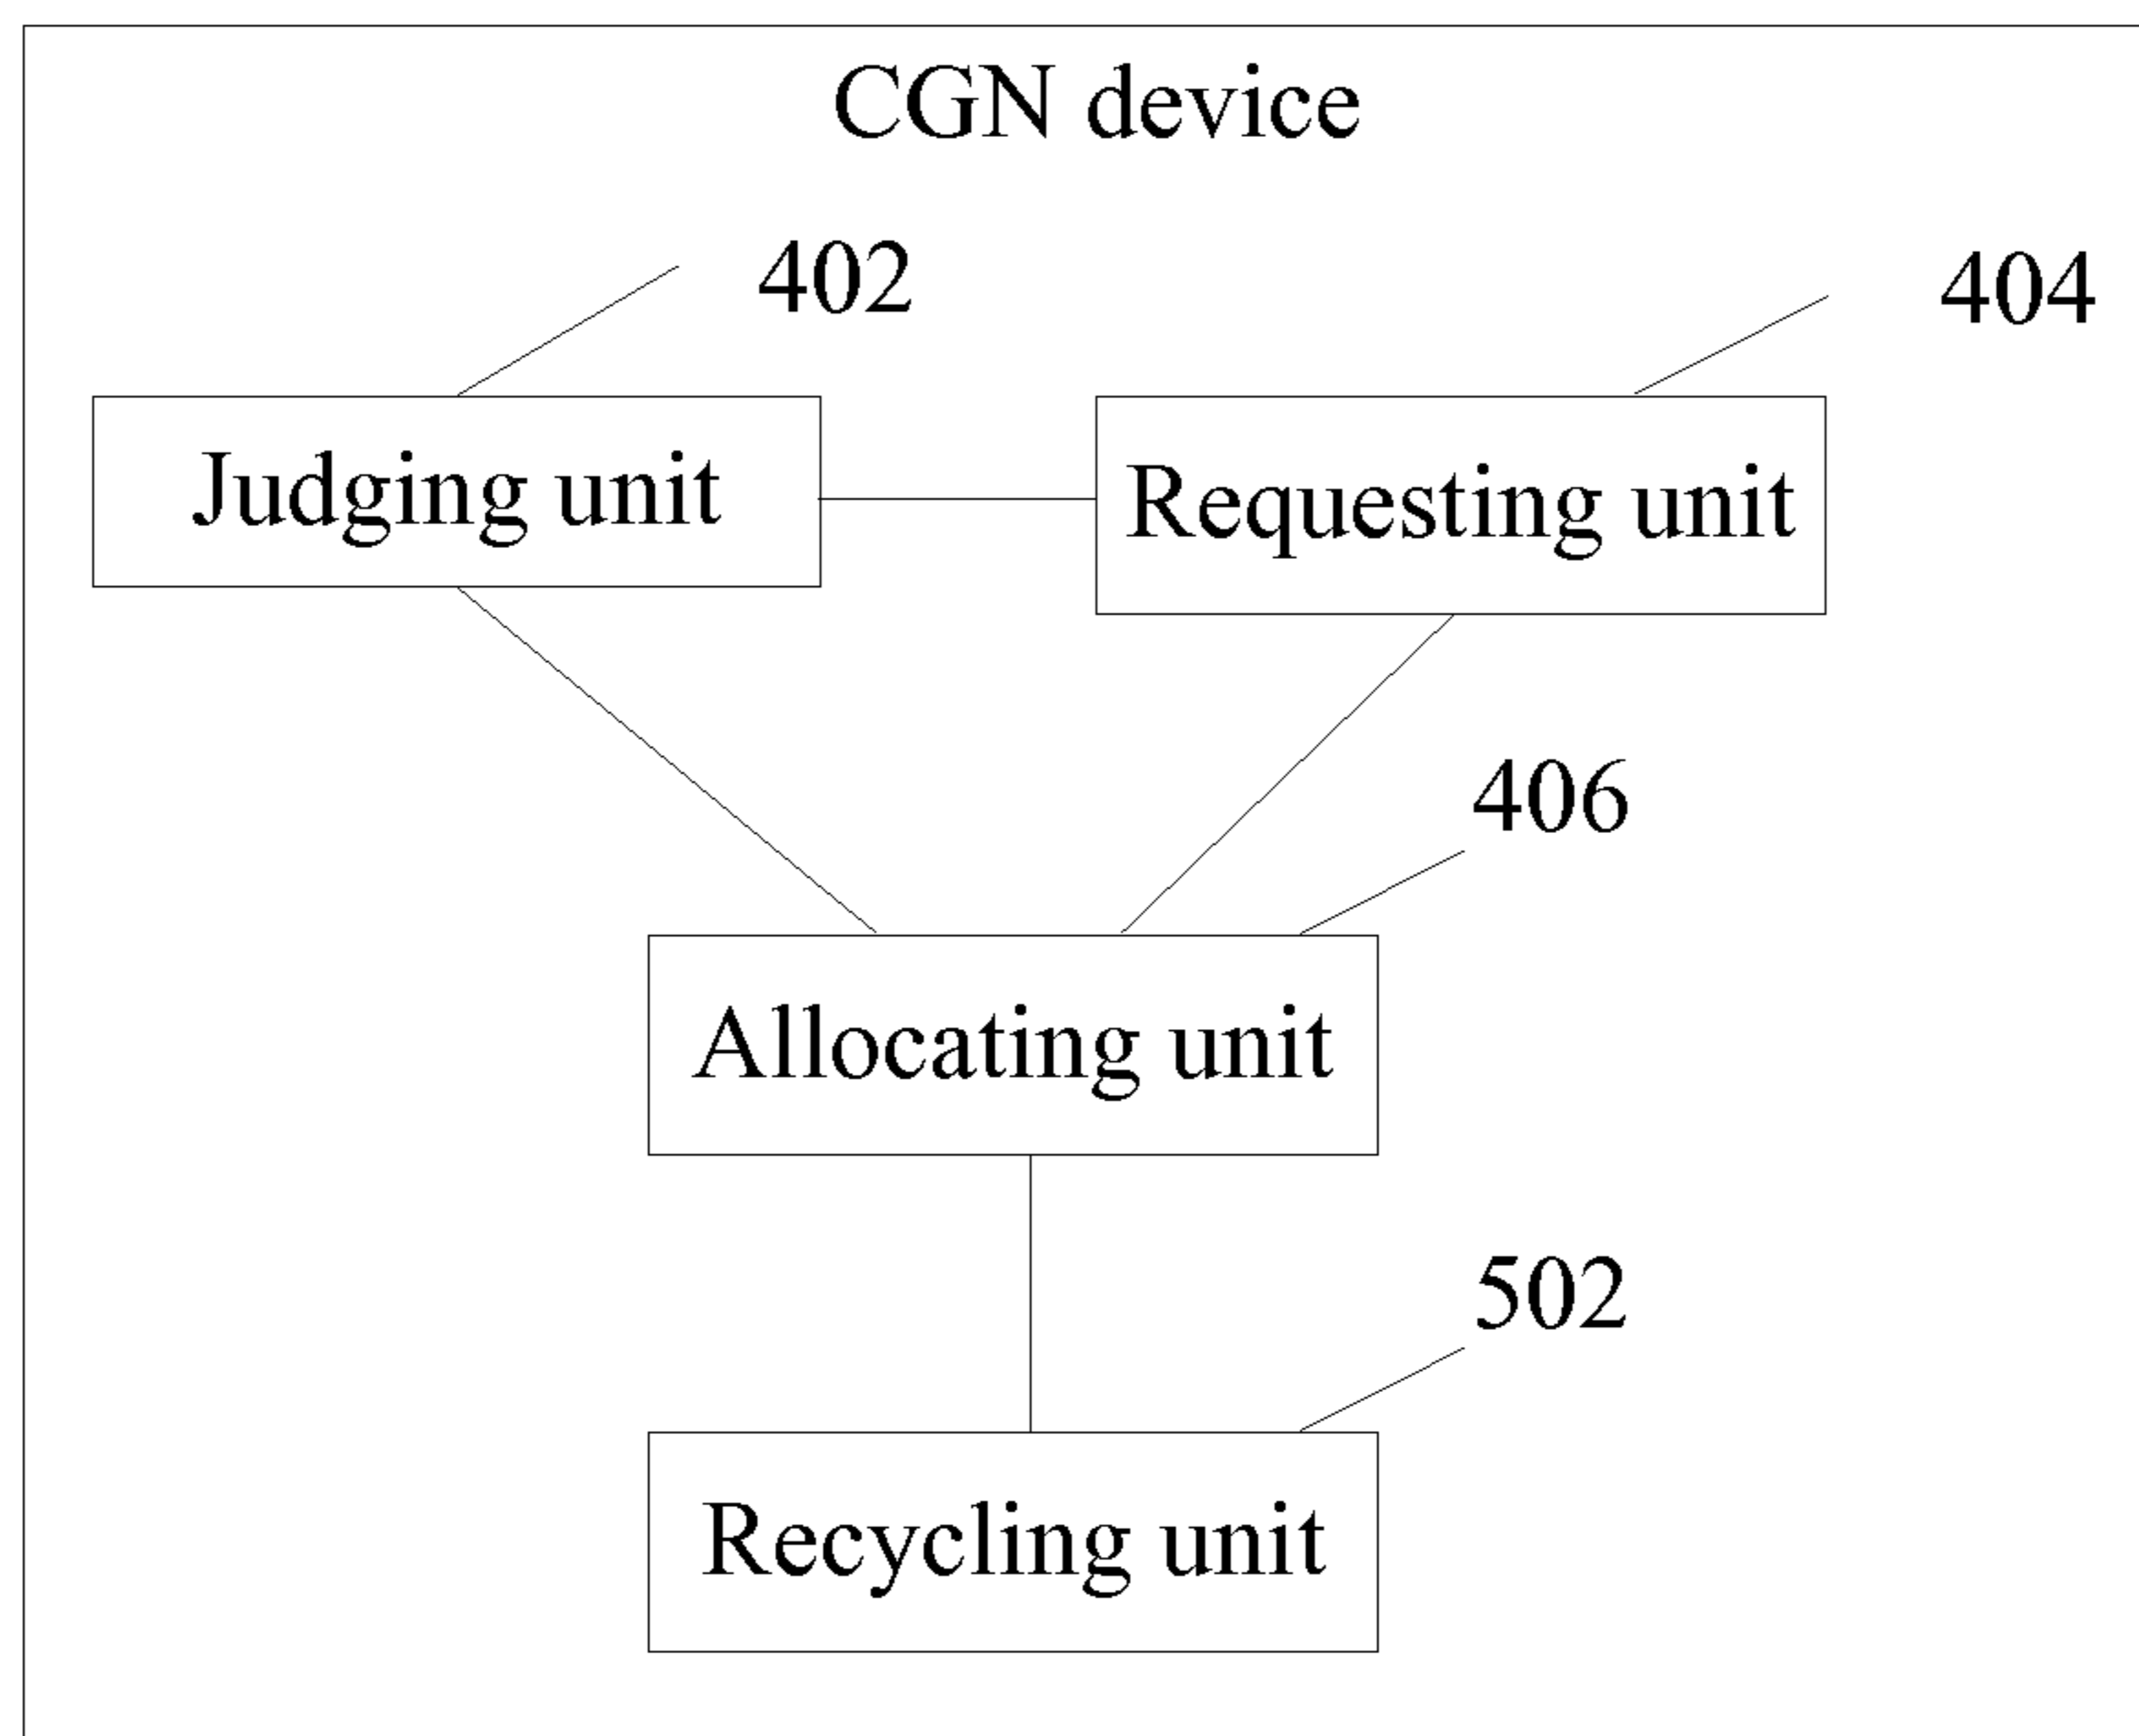 CGN device
402
404
Judging unit
Requesting unit
406
Allocating unit
502
Recycling unit